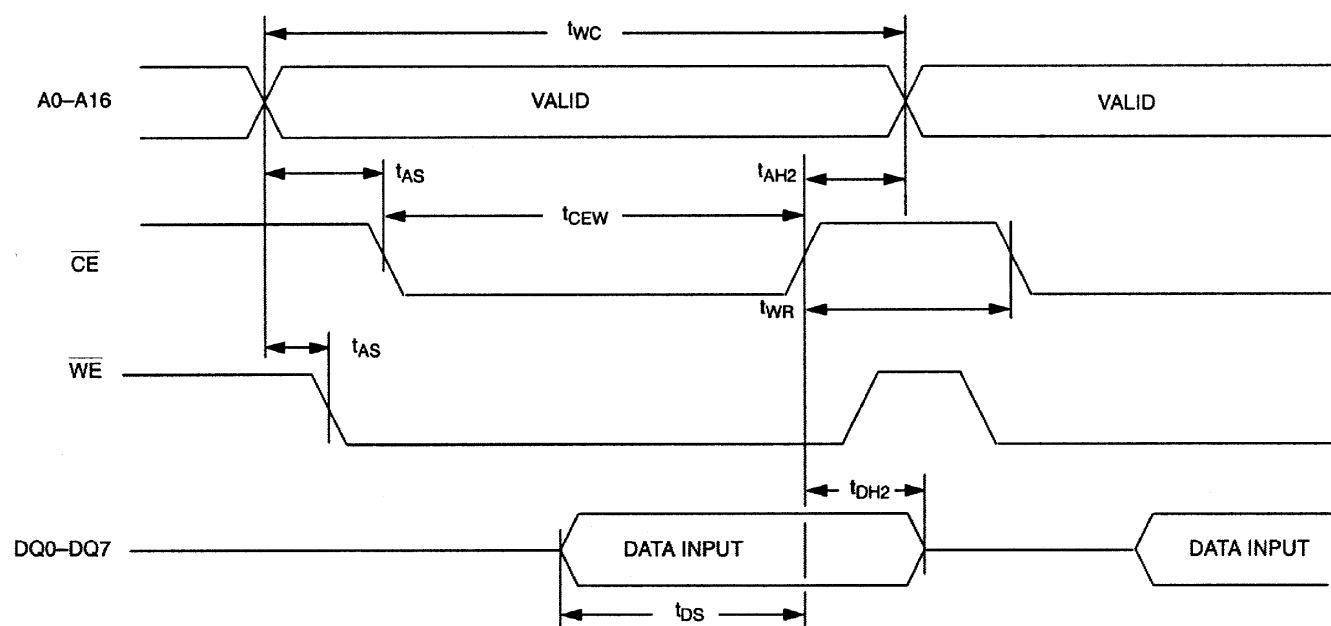 tWC
A0–A16 VALID VALID
tAS tAH2
tCEW
CE
tWR
tAS
WE
tDH2
DQ0–DQ7 DATA INPUT DATA INPUT
tDS